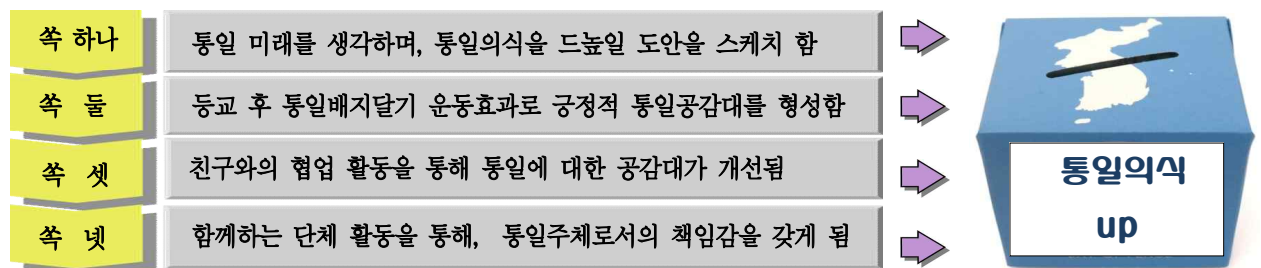 쏙 하나
통일 미래를 생각하며, 통일의식을 드높일 도안을 스케치 함
쏙 둘
등교 후 통일배지달기 운동효과로 긍정적 통일공감대를 형성함
쏙 셋
친구와의 협업 활동을 통해 통일에 대한 공감대가 개선됨
쏙 넷
함께하는 단체 활동을 통해, 통일주체로서의 책임감을 갖게 됨
통일의식
up